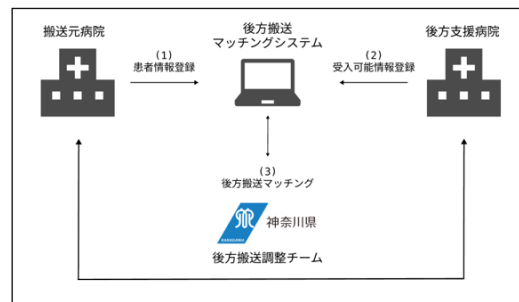 搬送元病院
後方搬送
マッチングシステム
後方支援病院
(1)
患者情報登録
(2)
受入可能情報登録
(3)
後方搬送マッチング
神奈川県
後方搬送調整チーム